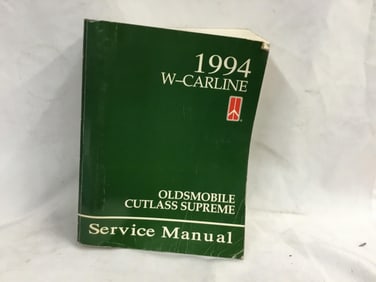 1994
W–CARLINE
OLDSMOBILE
CUTLASS SUPREME
Service Manual